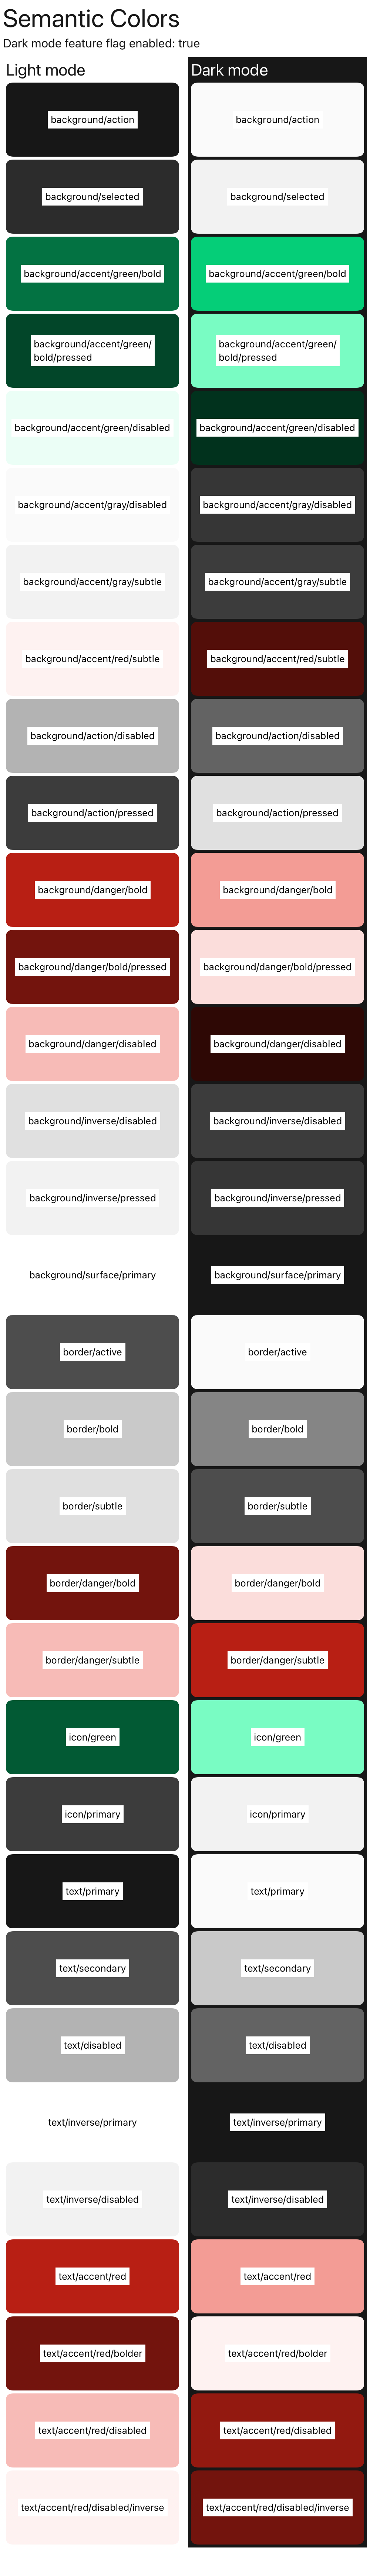 Semantic Colors
Dark mode feature flag enabled: true
Light mode
Dark mode
background/action
background/action
background/selected
background/selected
background/accent/green/bold
background/accent/green/bold
background/accent/green/
bold/pressed
background/accent/green/
bold/pressed
background/accent/green/disabled
background/accent/green/disabled
background/accent/gray/disabled
background/accent/gray/disabled
background/accent/gray/subtle
background/accent/gray/subtle
background/accent/red/subtle
background/accent/red/subtle
background/action/disabled
background/action/disabled
background/action/pressed
background/action/pressed
background/danger/bold
background/danger/bold
background/danger/bold/pressed
background/danger/bold/pressed
background/danger/disabled
background/danger/disabled
background/inverse/disabled
background/inverse/disabled
background/inverse/pressed
background/inverse/pressed
background/surface/primary
background/surface/primary
border/active
border/active
border/bold
border/bold
border/subtle
border/subtle
border/danger/bold
border/danger/bold
border/danger/subtle
border/danger/subtle
icon/green
icon/green
icon/primary
icon/primary
text/primary
text/primary
text/secondary
text/secondary
text/disabled
text/disabled
text/inverse/primary
text/inverse/primary
text/inverse/disabled
text/inverse/disabled
text/accent/red
text/accent/red
text/accent/red/bolder
text/accent/red/bolder
text/accent/red/disabled
text/accent/red/disabled
text/accent/red/disabled/inverse
text/accent/red/disabled/inverse